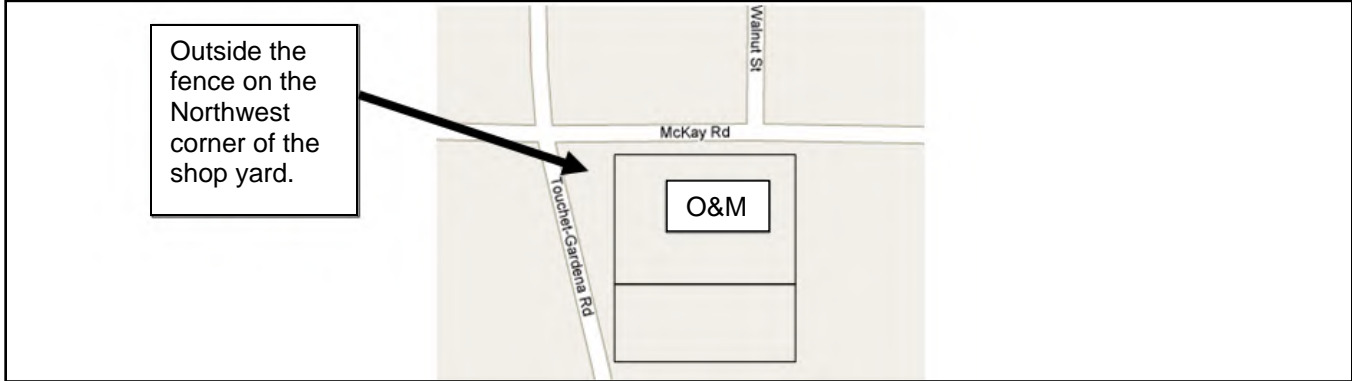 Outside the
fence on the
Northwest
corner of the
shop yard.
Walnut St
McKay Rd
O&M
Touchet-Gardena Rd